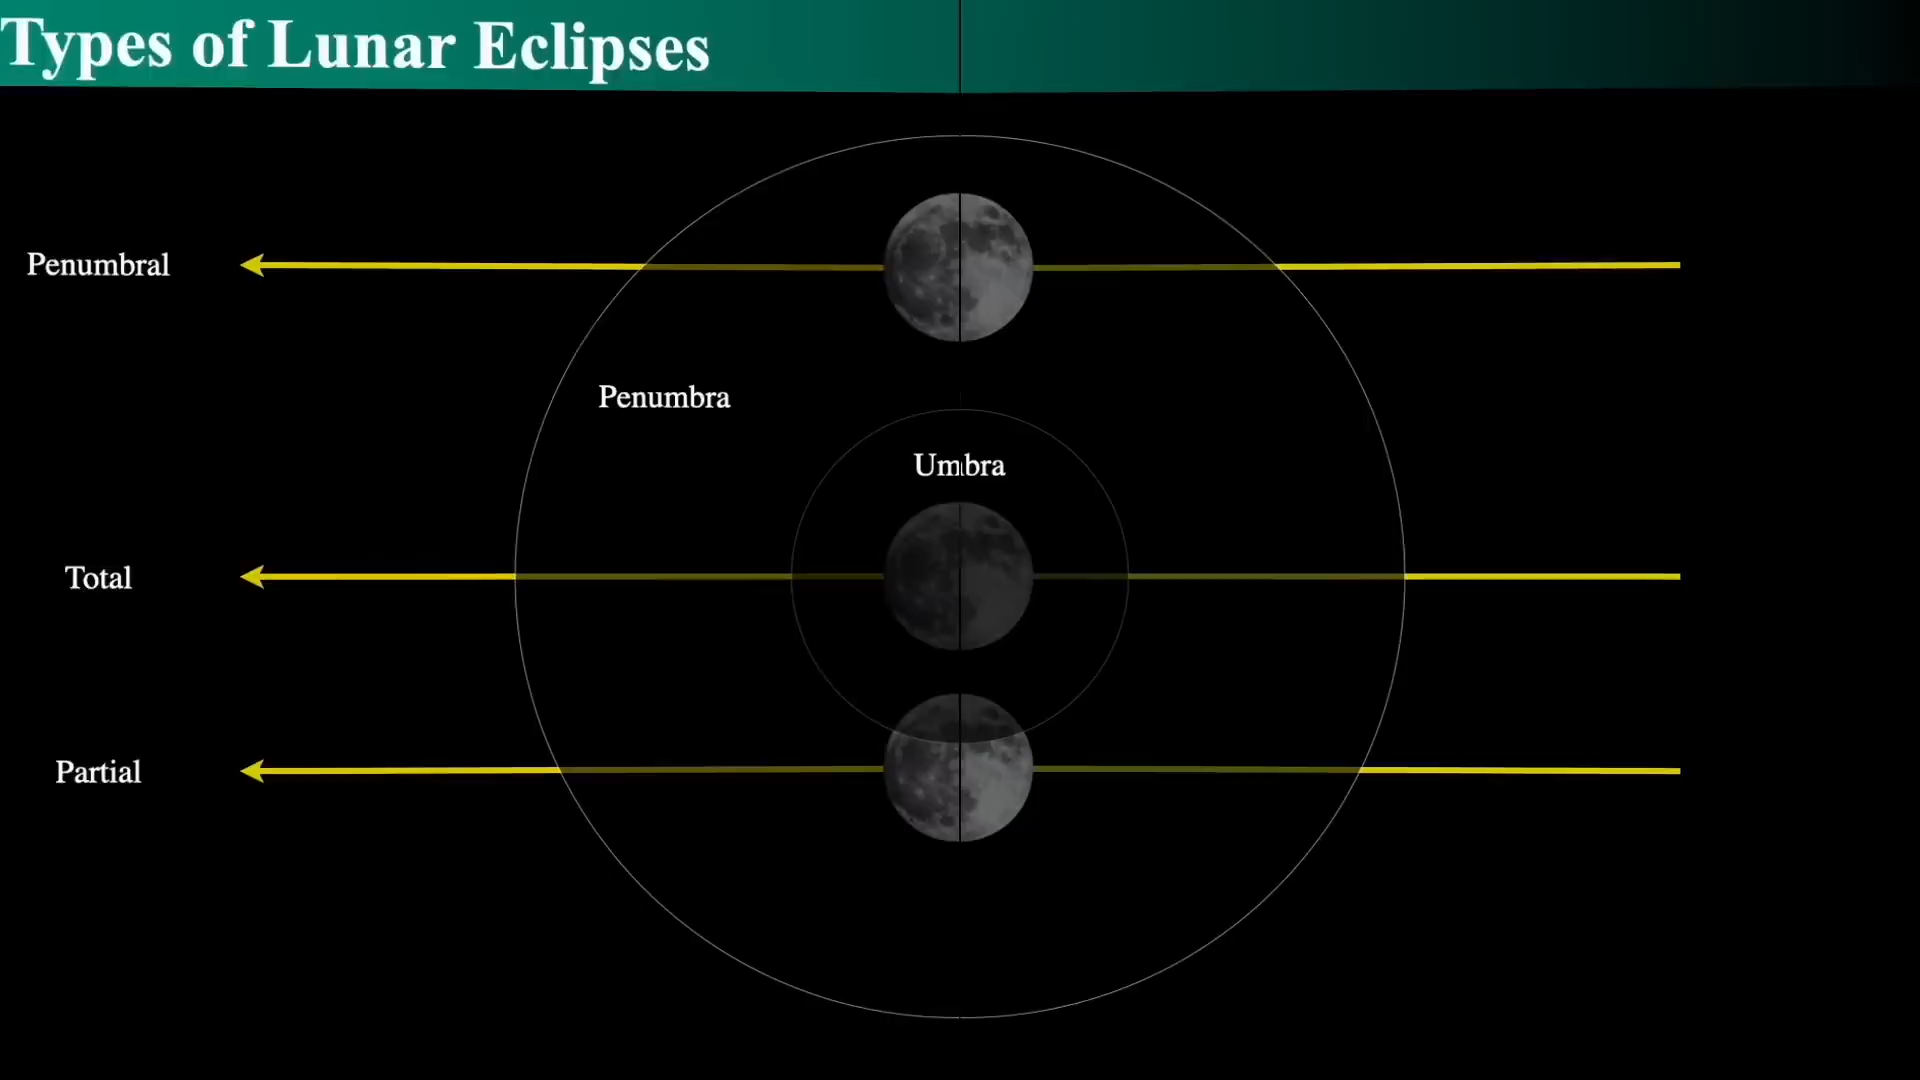 Types of Lunar Eclipses
Penumbral
Penumbra
Umbra
Total
Partial